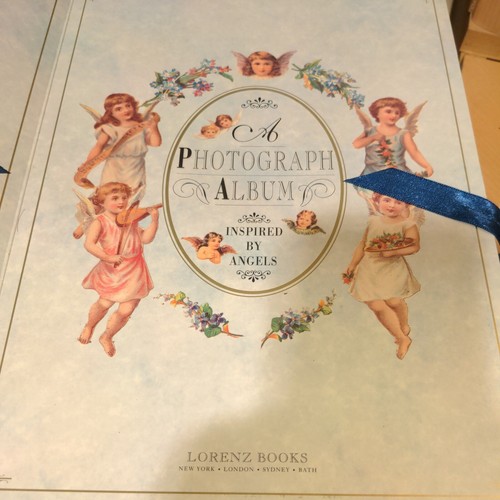 A
PHOTOGRAPH
ALBUM
INSPIRED
BY
ANGELS
LORENZ BOOKS
NEW YORK • LONDON • SYDNEY • BATH